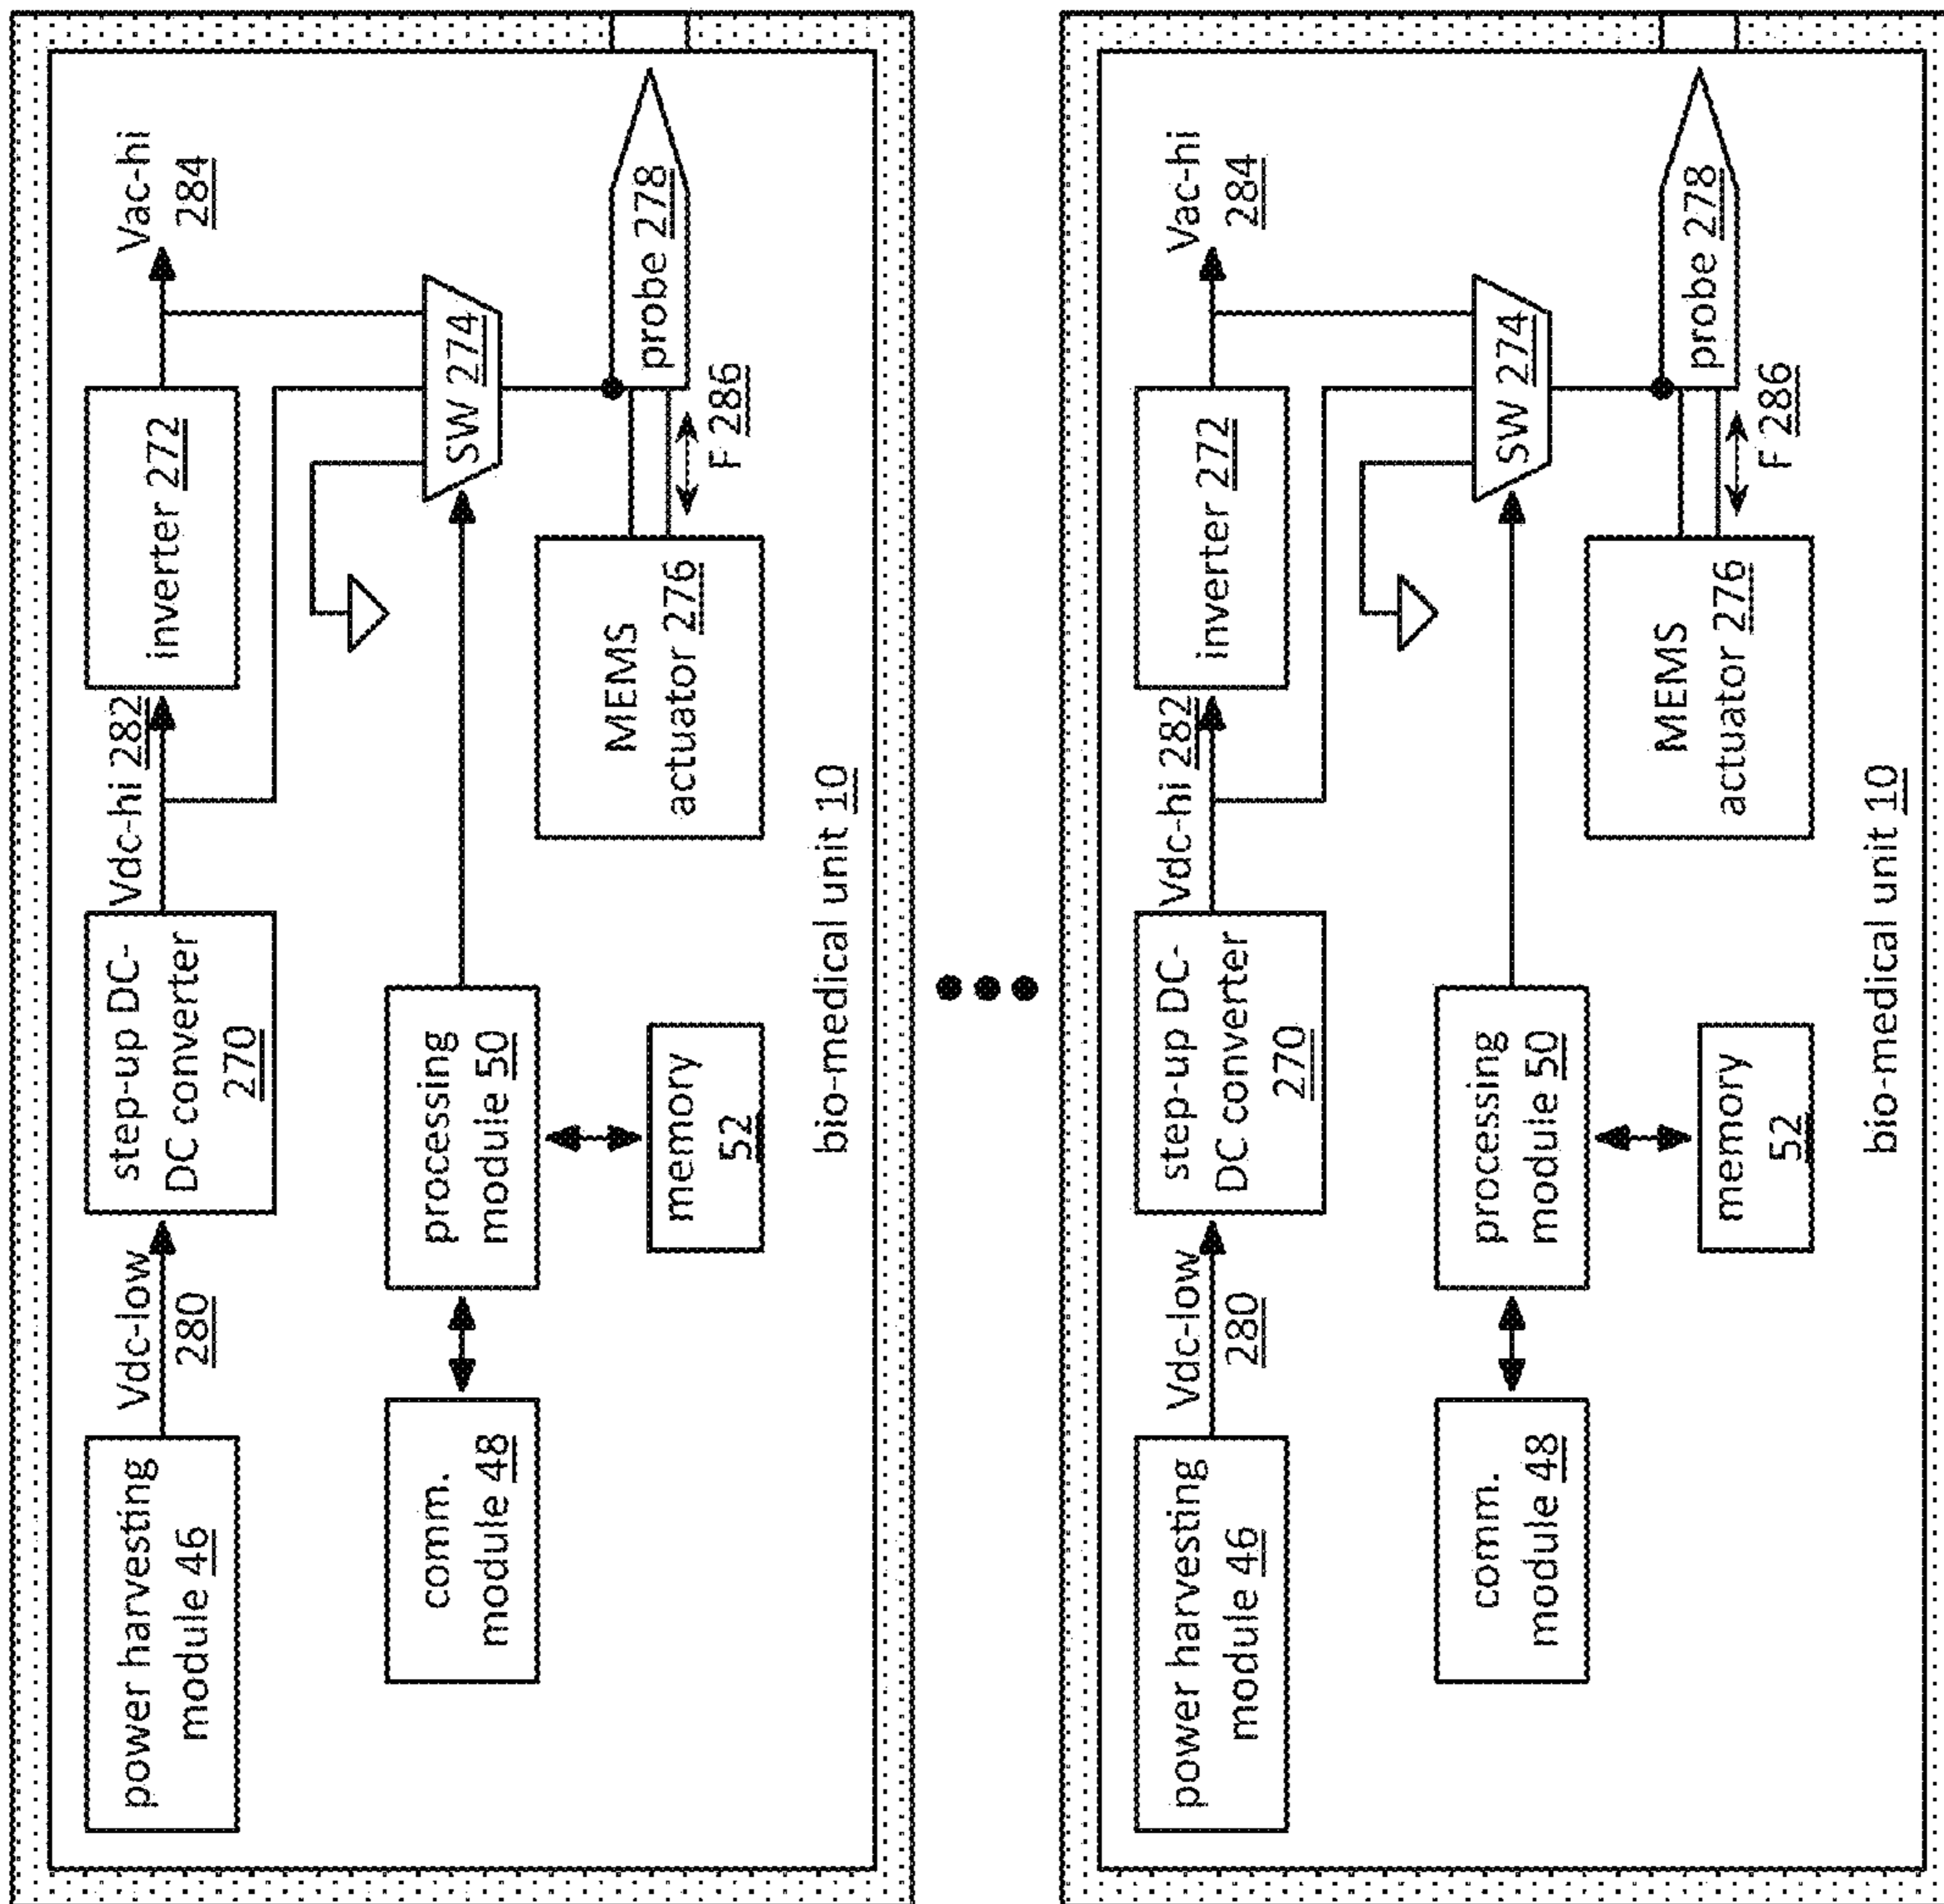 power harvesting
module 46
Vdc-low
280
step-up DC-
DC converter
270
Vdc-hi 282
inverter 272
Vac-hi
284
comm.
module 48
processing
module 50
SW 274
memory
52
MEMS
actuator 276
F 286
probe 278
bio-medical unit 10
power harvesting
module 46
Vdc-low
280
step-up DC-
DC converter
270
Vdc-hi 282
inverter 272
Vac-hi
284
comm.
module 48
processing
module 50
SW 274
memory
52
MEMS
actuator 276
F 286
probe 278
bio-medical unit 10